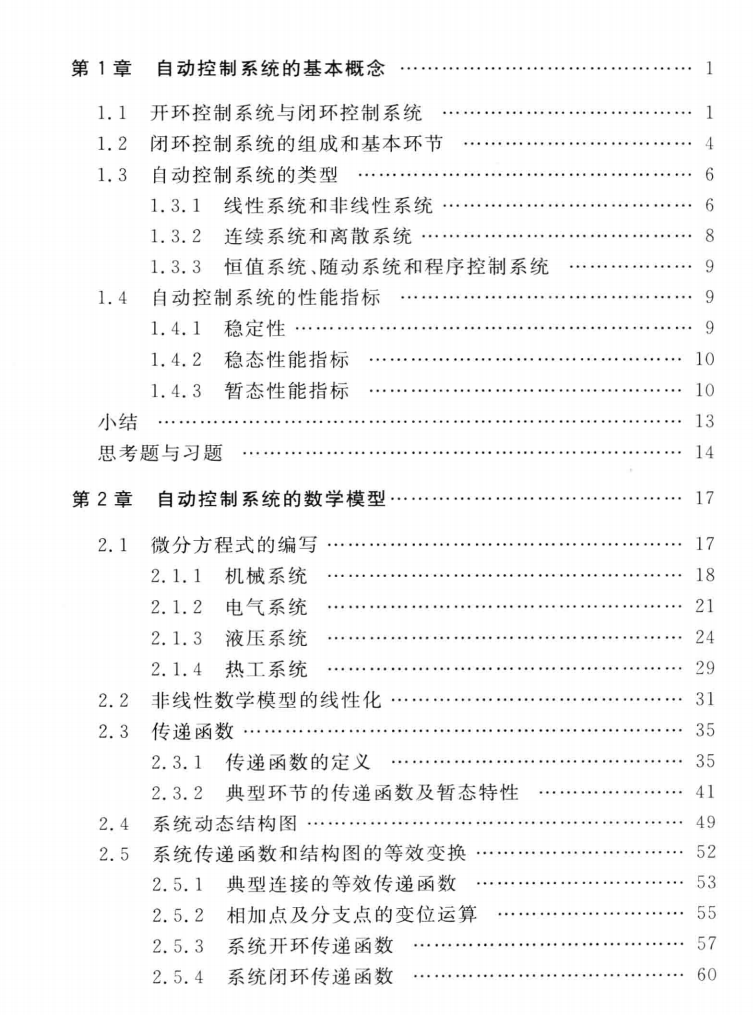 第1章 自动控制系统的基本概念 …… 1
1.1 开环控制系统与闭环控制系统 …… 1
1.2 闭环控制系统的组成和基本环节 …… 4
1.3 自动控制系统的类型 …… 6
1.3.1 线性系统和非线性系统 …… 6
1.3.2 连续系统和离散系统 …… 8
1.3.3 恒值系统、随动系统和程序控制系统 …… 9
1.4 自动控制系统的性能指标 …… 9
1.4.1 稳定性 …… 9
1.4.2 稳态性能指标 …… 10
1.4.3 暂态性能指标 …… 10
小结 …… 13
思考题与习题 …… 14
第2章 自动控制系统的数学模型 …… 17
2.1 微分方程式的编写 …… 17
2.1.1 机械系统 …… 18
2.1.2 电气系统 …… 21
2.1.3 液压系统 …… 24
2.1.4 热工系统 …… 29
2.2 非线性数学模型的线性化 …… 31
2.3 传递函数 …… 35
2.3.1 传递函数的定义 …… 35
2.3.2 典型环节的传递函数及暂态特性 …… 41
2.4 系统动态结构图 …… 49
2.5 系统传递函数和结构图的等效变换 …… 52
2.5.1 典型连接的等效传递函数 …… 53
2.5.2 相加点及分支点的变位运算 …… 55
2.5.3 系统开环传递函数 …… 57
2.5.4 系统闭环传递函数 …… 60